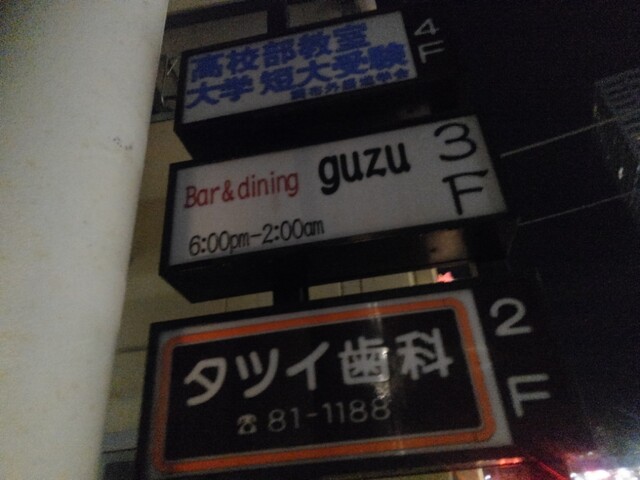 高校部教室
4F
大学 短大受験
Bar&dining guzu
3F
6:00pm-2:00am
タツイ歯科
2F
☎81-1188